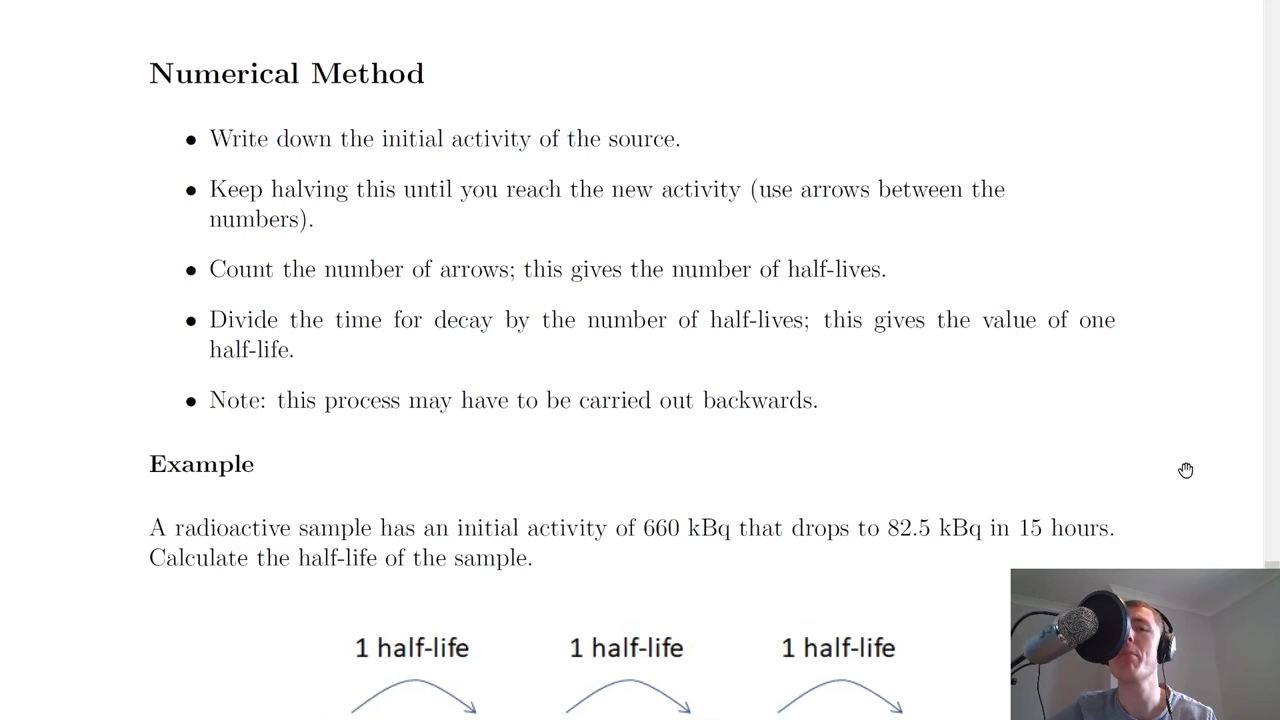 Numerical Method
• Write down the initial activity of the source.
• Keep halving this until you reach the new activity (use arrows between the
numbers).
• Count the number of arrows; this gives the number of half-lives.
• Divide the time for decay by the number of half-lives; this gives the value of one
half-life.
• Note: this process may have to be carried out backwards.
Example
A radioactive sample has an initial activity of 660 kBq that drops to 82.5 kBq in 15 hours.
Calculate the half-life of the sample.
1 half-life 1 half-life 1 half-life